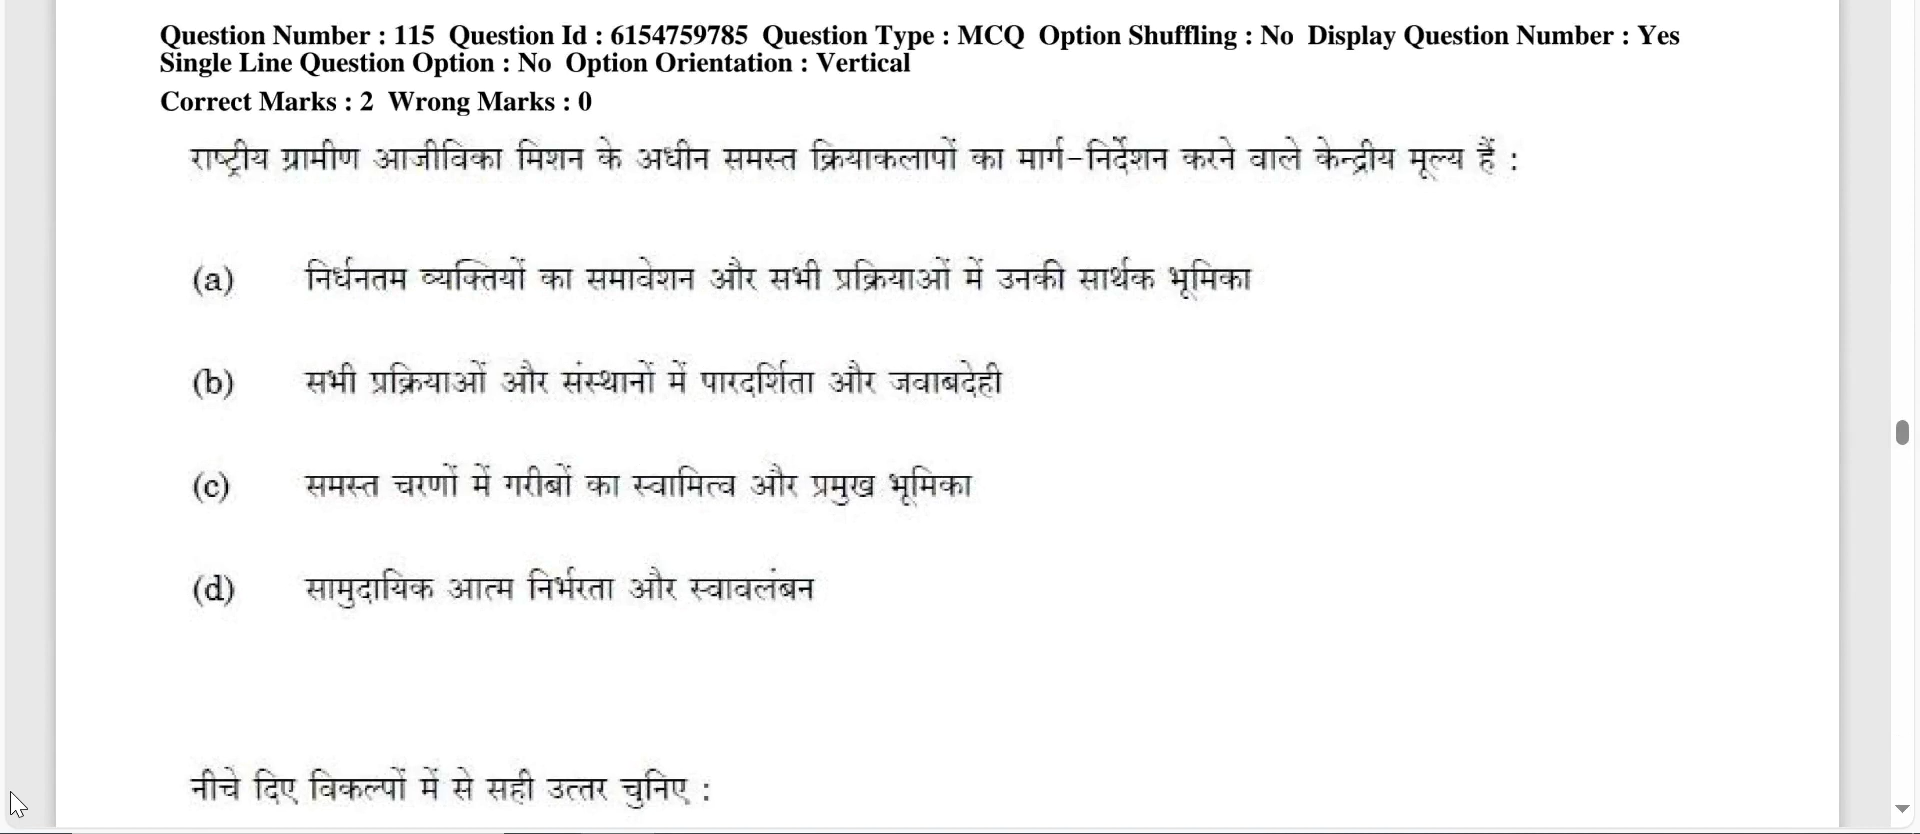 Question Number : 115 Question Id : 6154759785 Question Type : MCQ Option Shuffling : No Display Question Number : Yes
Single Line Question Option : No Option Orientation : Vertical
Correct Marks : 2 Wrong Marks : 0
राष्ट्रीय ग्रामीण आजीविका मिशन के अधीन समस्त क्रियाकलापों का मार्ग-निर्देशन करने वाले केन्द्रीय मूल्य हैं :
(a) निर्धनतम व्यक्तियों का समावेशन और सभी प्रक्रियाओं में उनकी सार्थक भूमिका
(b) सभी प्रक्रियाओं और संस्थानों में पारदर्शिता और जवाबदेही
(c) समस्त चरणों में गरीबों का स्वामित्व और प्रमुख भूमिका
(d) सामुदायिक आत्म निर्भरता और स्वावलंबन
नीचे दिए विकल्पों में से सही उत्तर चुनिए :